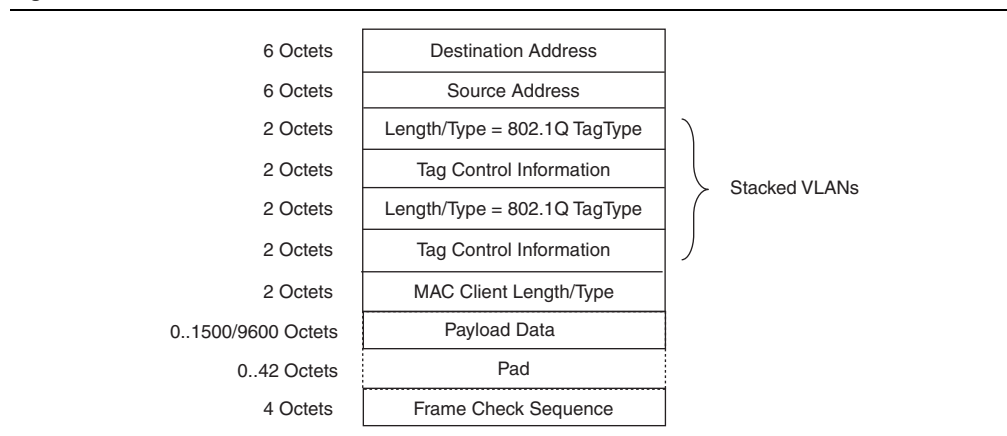 6 Octets Destination Address
6 Octets Source Address
2 Octets Length/Type = 802.1Q TagType
2 Octets Tag Control Information
Stacked VLANs
2 Octets Length/Type = 802.1Q TagType
2 Octets Tag Control Information
2 Octets MAC Client Length/Type
0..1500/9600 Octets Payload Data
0..42 Octets Pad
4 Octets Frame Check Sequence